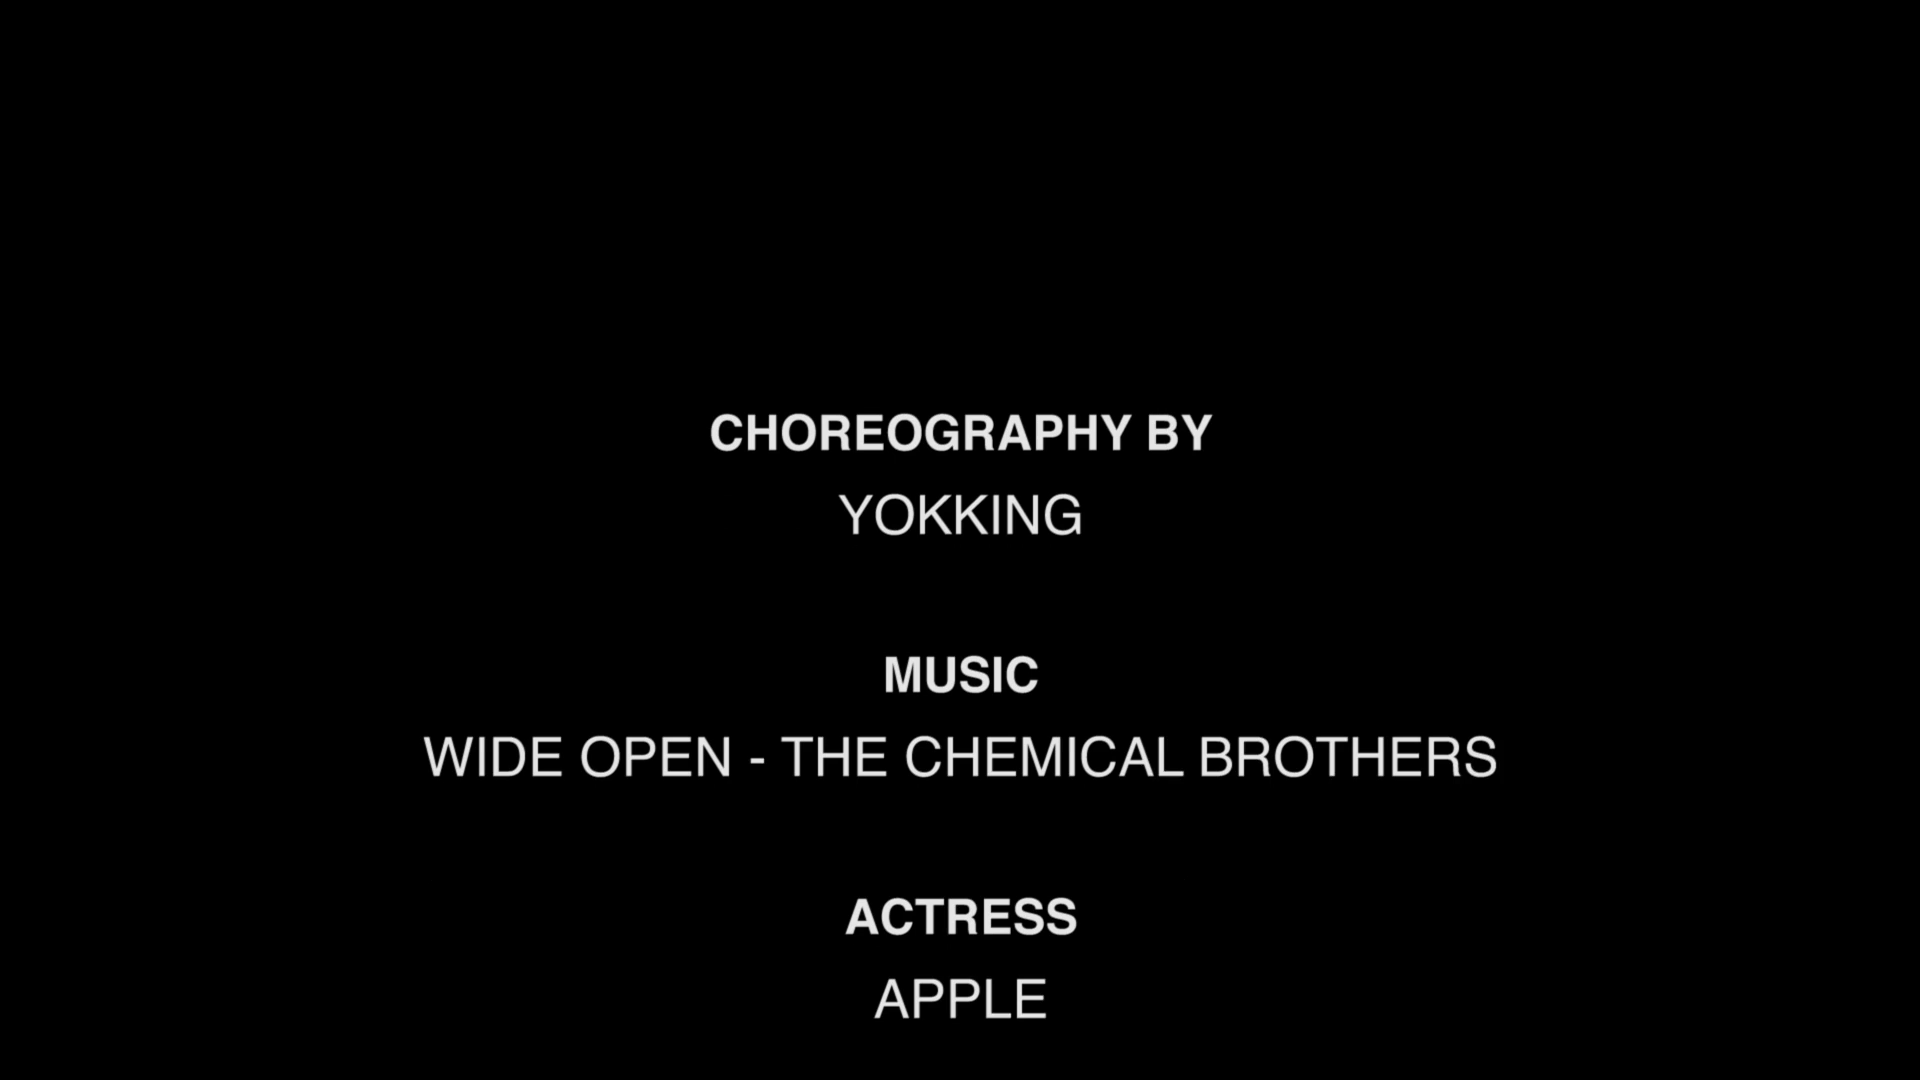 CHOREOGRAPHY BY
YOKKING
MUSIC
WIDE OPEN - THE CHEMICAL BROTHERS
ACTRESS
APPLE